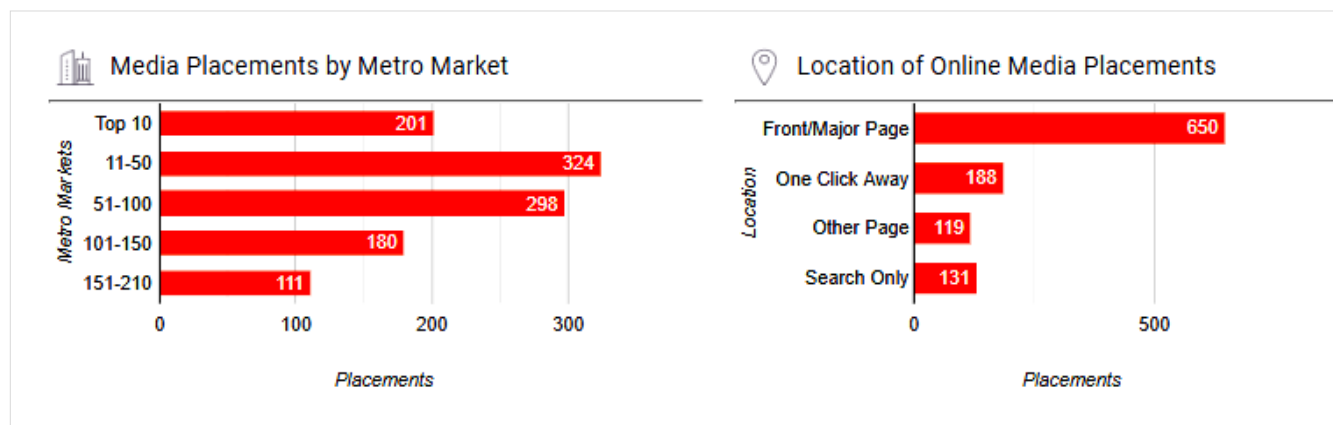 Media Placements by Metro Market
Metro Markets
Top 10
201
11-50
324
51-100
298
101-150
180
151-210
111
0
100
200
300
Placements
Location of Online Media Placements
Location
Front/Major Page
650
One Click Away
188
Other Page
119
Search Only
131
0
500
Placements